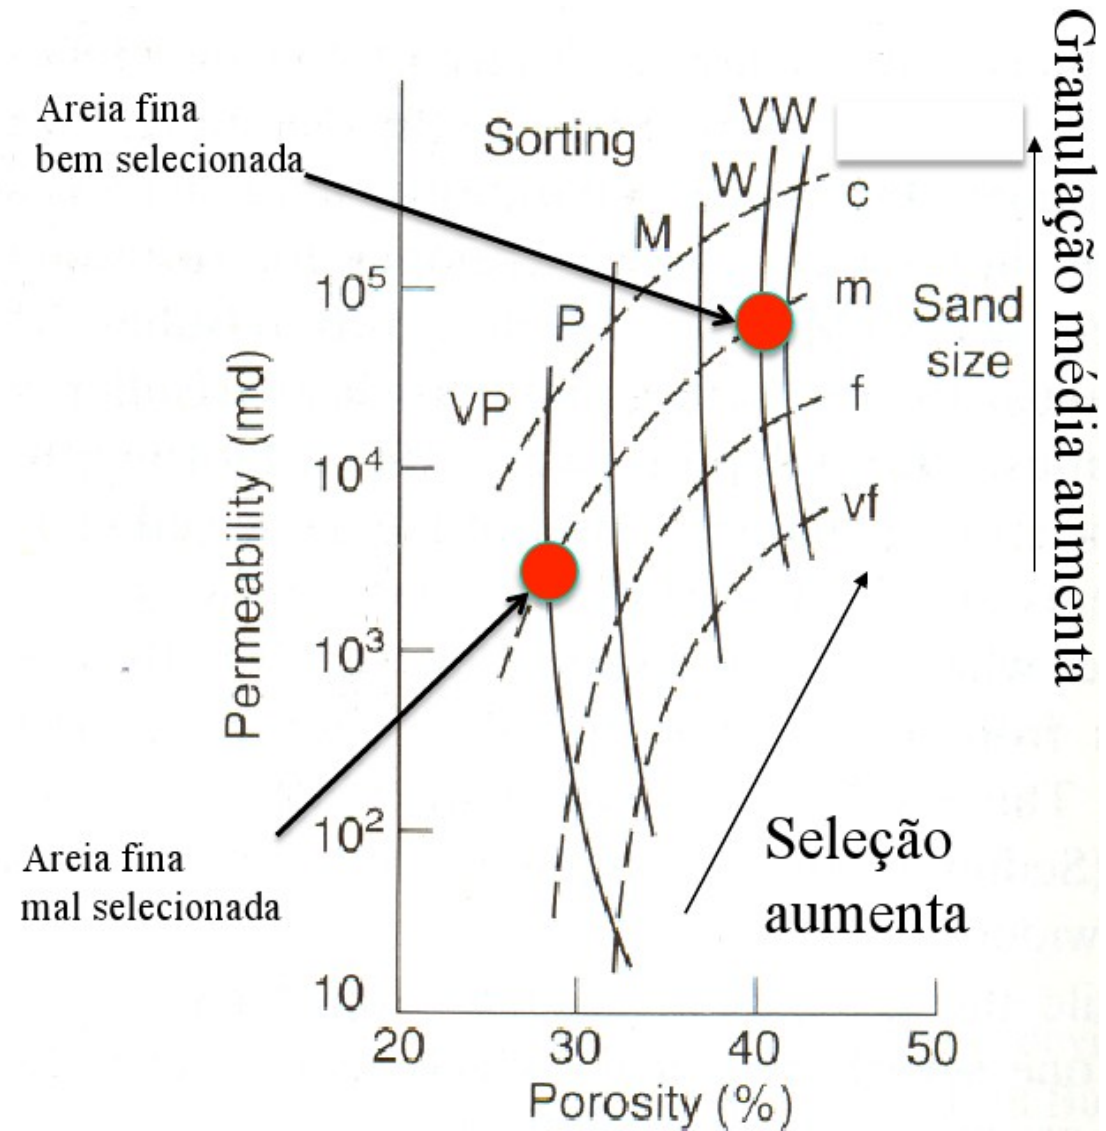 Areia fina
bem selecionada
Sorting
VP
P
M
W
VW
c
m
f
vf
Sand
size
Granulação média aumenta
Permeability (md)
10⁵
10⁴
10³
10²
10
20
30
40
50
Porosity (%)
Areia fina
mal selecionada
Seleção
aumenta